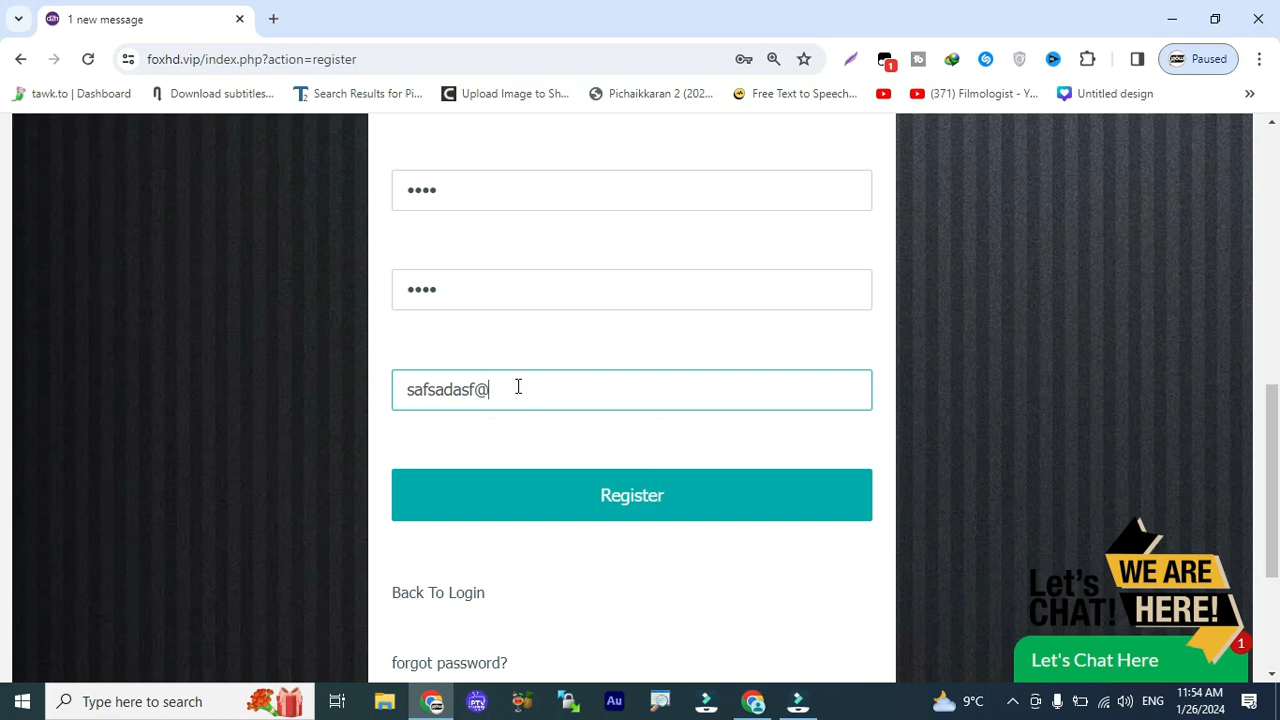 1 new message
foxhd.vip/index.php?action=register
1
Paused
tawk.to | Dashboard
Download subtitles...
Search Results for Pi...
Upload Image to Sh...
Pichaikkaran 2 (202...
Free Text to Speech...
(371) Filmologist - Y...
Untitled design
»
••••
••••
safsadasf@
Register
Back To Login
forgot password?
Let's
CHAT!
WE ARE
HERE!
1
Let's Chat Here
Type here to search
Au
9°C
ENG
11:54 AM
1/26/2024